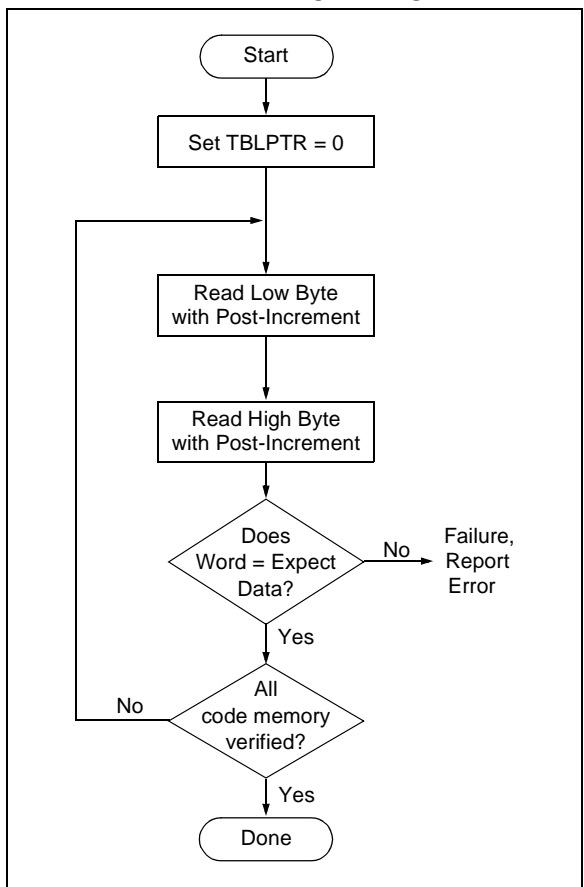 Start
Set TBLPTR = 0
Read Low Byte
with Post-Increment
Read High Byte
with Post-Increment
Does
Word = Expect
Data?
No
Failure,
Report
Error
Yes
All
code memory
verified?
No
Yes
Done